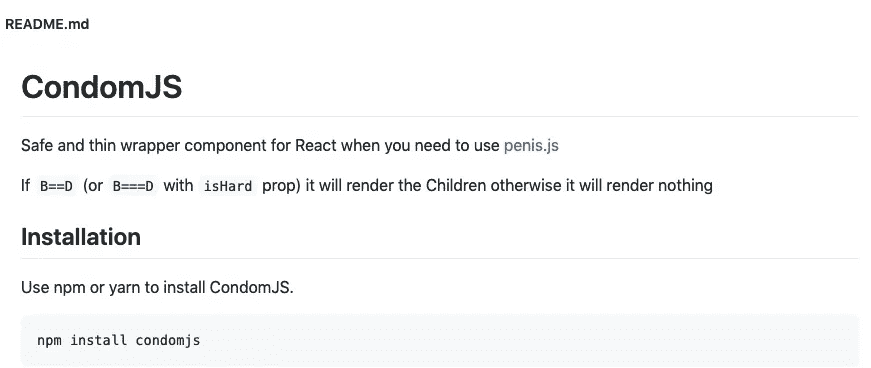 README.md
CondomJS
Safe and thin wrapper component for React when you need to use penis.js
If B==D (or B===D with isHard prop) it will render the Children otherwise it will render nothing
Installation
Use npm or yarn to install CondomJS.
npm install condomjs